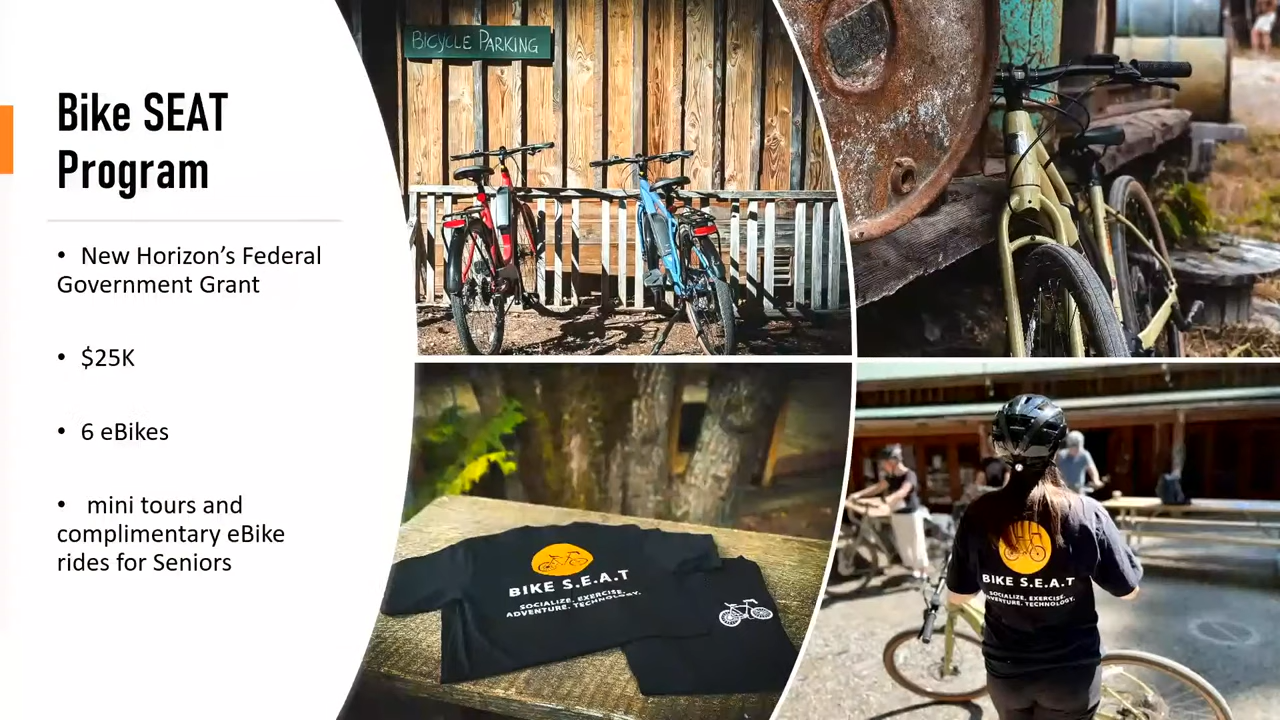 Bike SEAT
Program
• New Horizon’s Federal
Government Grant
• $25K
• 6 eBikes
• mini tours and
complimentary eBike
rides for Seniors
BICYCLE PARKING
BIKE S.E.A.T
SOCIALIZE. EXERCISE.
ADVENTURE. TECHNOLOGY.
BIKE S.E.A.T
SOCIALIZE. EXERCISE.
ADVENTURE. TECHNOLOGY.